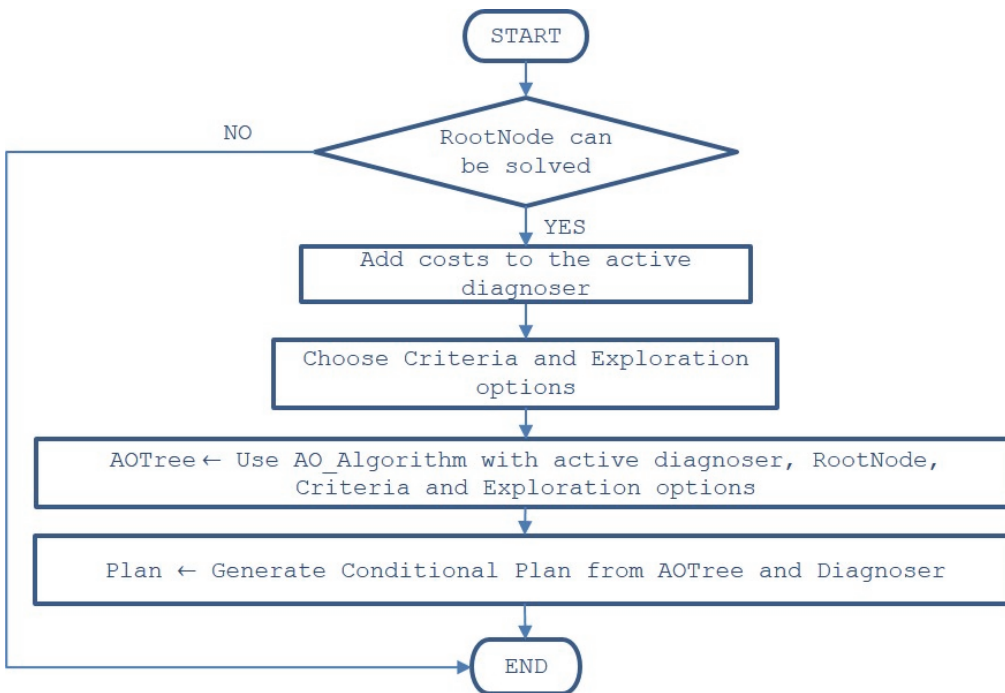 START
NO
RootNode can
be solved
YES
Add costs to the active
diagnoser
Choose Criteria and Exploration
options
AOTree ← Use AO_Algorithm with active diagnoser, RootNode,
Criteria and Exploration options
Plan ← Generate Conditional Plan from AOTree and Diagnoser
END